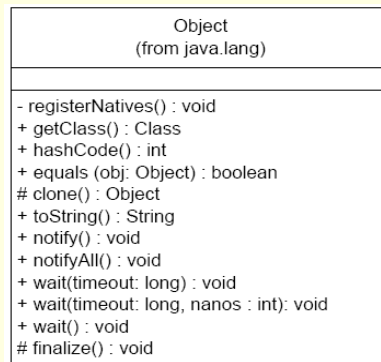 Object
(from java.lang)
- registerNatives() : void
+ getClass() : Class
+ hashCode() : int
+ equals (obj: Object) : boolean
# clone() : Object
+ toString() : String
+ notify() : void
+ notifyAll() : void
+ wait(timeout: long) : void
+ wait(timeout: long, nanos : int): void
+ wait() : void
# finalize() : void